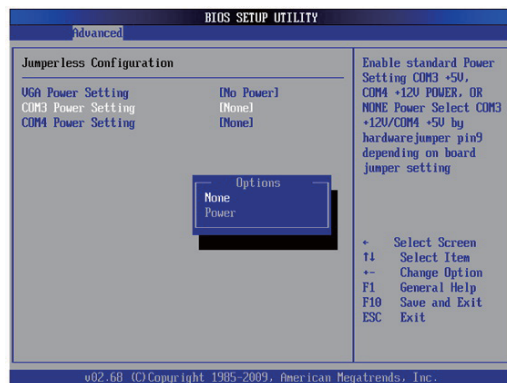 BIOS SETUP UTILITY
Advanced
Jumperless Configuration
VGA Power Setting [No Power]
COM3 Power Setting [None]
COM4 Power Setting [None]
Options
None
Power
Enable standard Power
Setting COM3 +5V,
COM4 +12V POWER, OR
NONE Power Select COM3
+12V/COM4 +5V by
hardwarejumper pin9
depending on board
jumper setting
← Select Screen
↑↓ Select Item
+- Change Option
F1 General Help
F10 Save and Exit
ESC Exit
v02.68 (C)Copyright 1985-2009, American Megatrends, Inc.